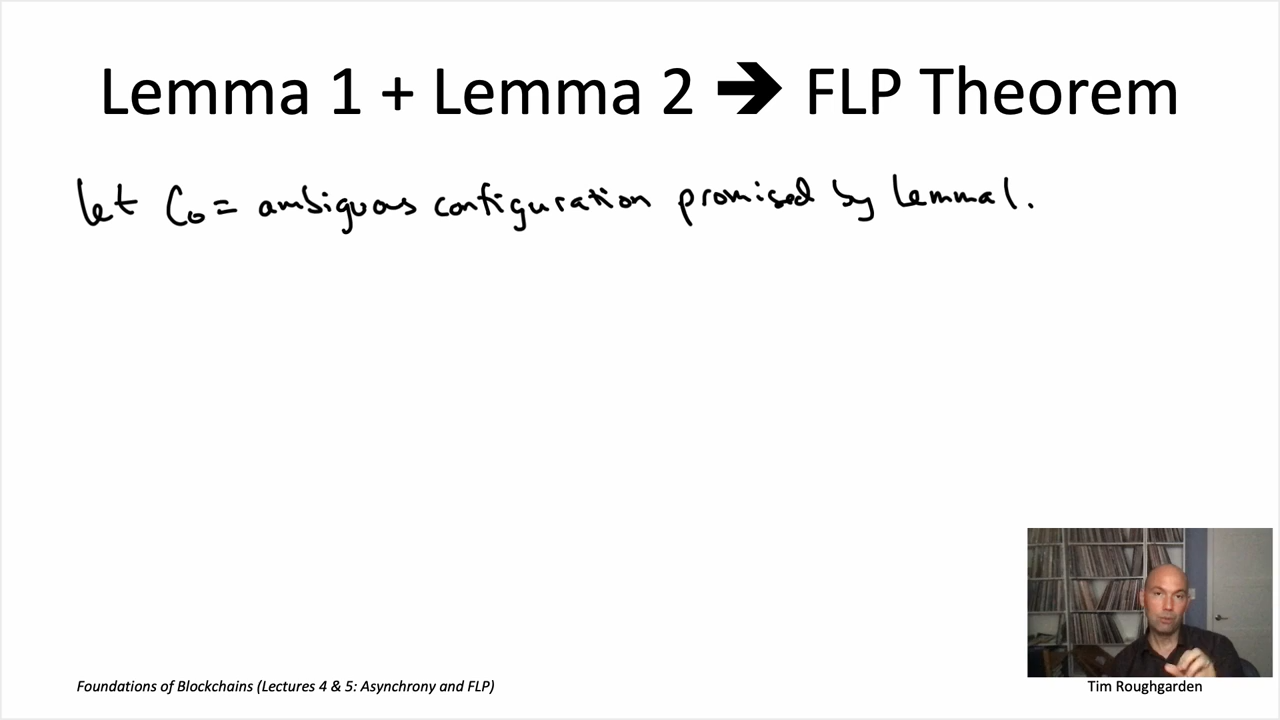 Lemma 1 + Lemma 2 ➔ FLP Theorem
let C₀ = ambiguous configuration promised by Lemma 1.
Foundations of Blockchains (Lectures 4 & 5: Asynchrony and FLP)
Tim Roughgarden